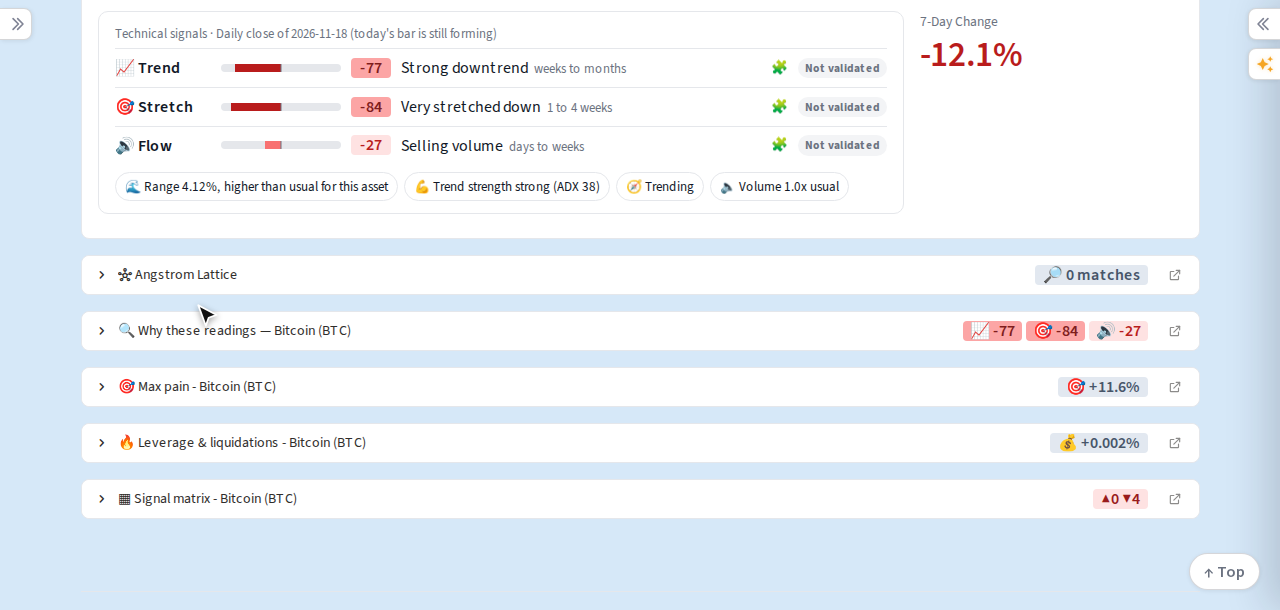 Technical signals · Daily close of 2026-11-18 (today's bar is still forming)
7-Day Change
-12.1%
Trend -77 Strong downtrend weeks to months Not validated
Stretch -84 Very stretched down 1 to 4 weeks Not validated
Flow -27 Selling volume days to weeks Not validated
Range 4.12%, higher than usual for this asset Trend strength strong (ADX 38) Trending Volume 1.0x usual
Angstrom Lattice 0 matches
Why these readings — Bitcoin (BTC) -77 -84 -27
Max pain - Bitcoin (BTC) +11.6%
Leverage & liquidations - Bitcoin (BTC) +0.002%
Signal matrix - Bitcoin (BTC) ▲0 ▼4
↑ Top